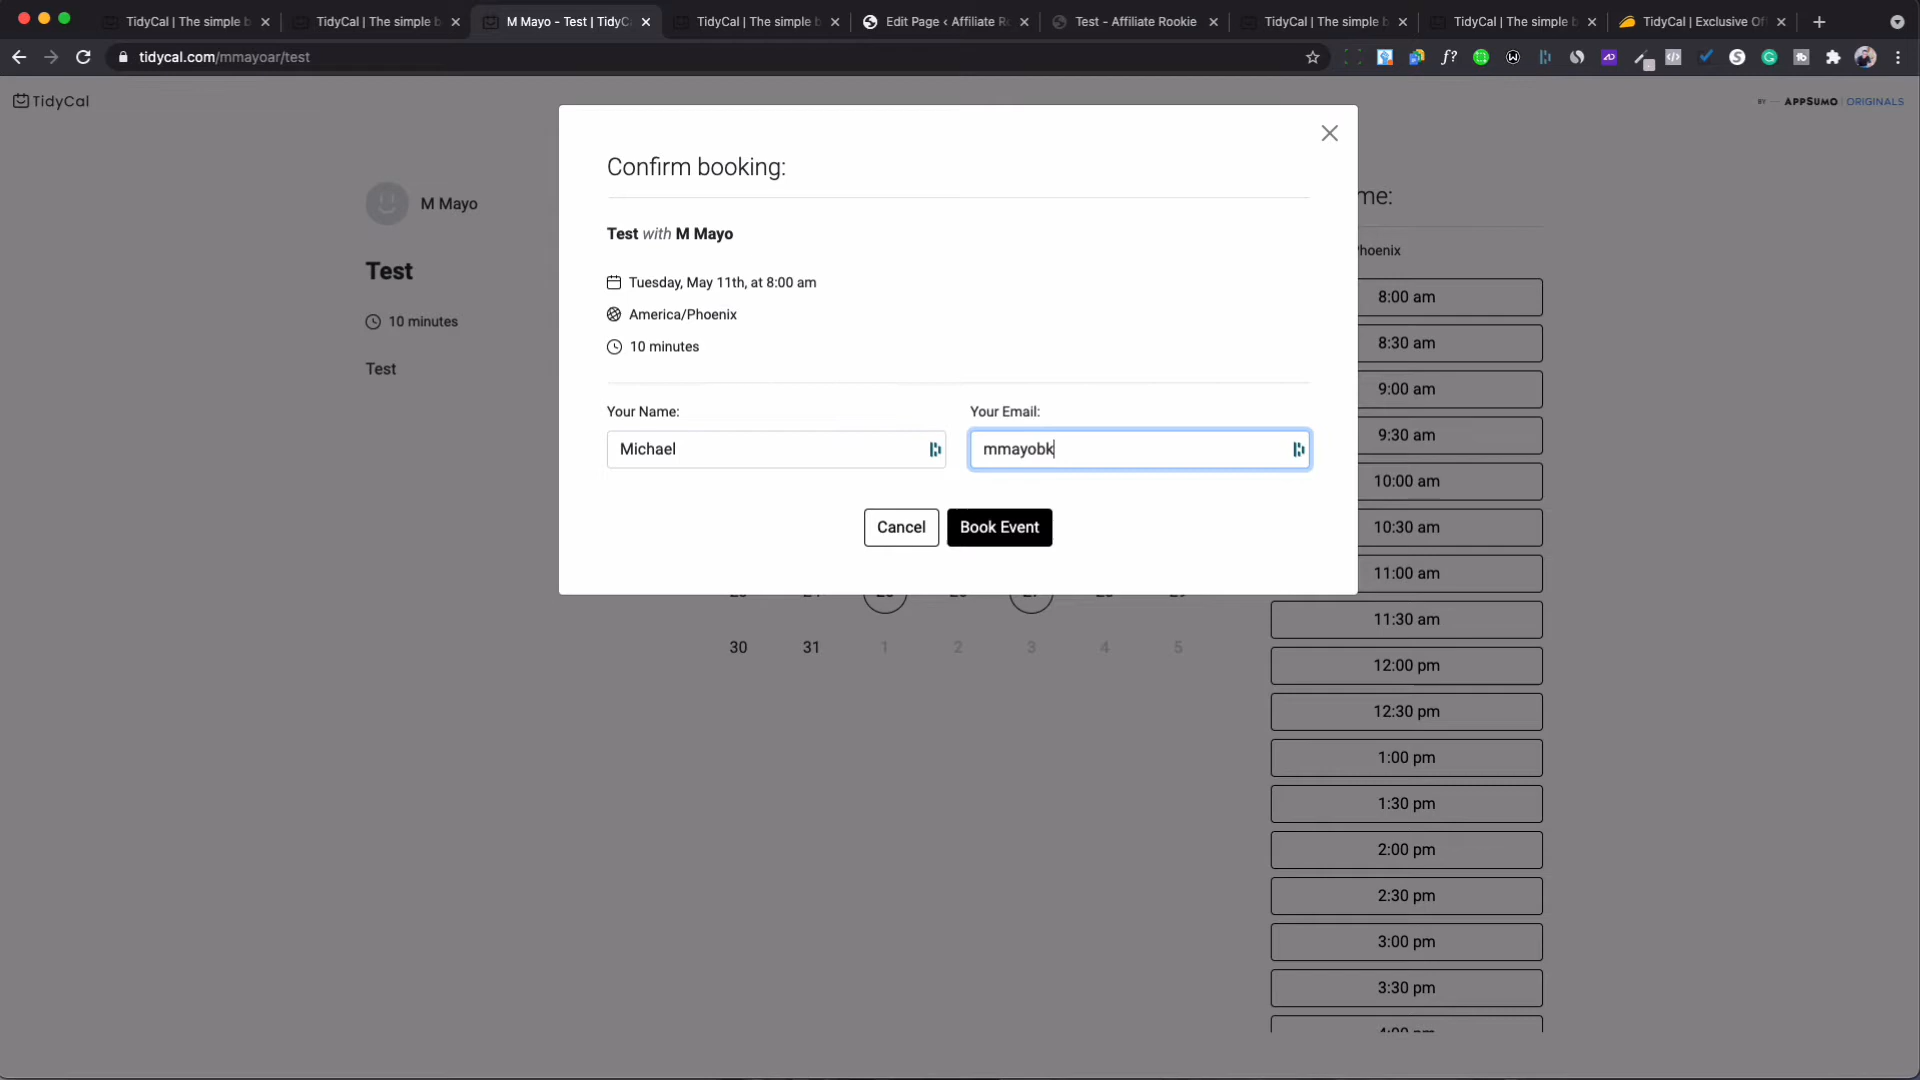 TidyCal | The simple b
TidyCal | The simple b
M Mayo - Test | TidyC
TidyCal | The simple b
Edit Page ‹ Affiliate R
Test - Affiliate Rookie
TidyCal | The simple b
TidyCal | The simple b
TidyCal | Exclusive Of
tidycal.com/mmayoar/test
TidyCal
BY — APPSUMO | ORIGINALS
M Mayo
Test
10 minutes
Test
Confirm booking:
Test with M Mayo
Tuesday, May 11th, at 8:00 am
America/Phoenix
10 minutes
Your Name:
Your Email:
Michael
mmayobk
Cancel
Book Event
30 31 1 2 3 4 5
me:
Phoenix
8:00 am
8:30 am
9:00 am
9:30 am
10:00 am
10:30 am
11:00 am
11:30 am
12:00 pm
12:30 pm
1:00 pm
1:30 pm
2:00 pm
2:30 pm
3:00 pm
3:30 pm
4:00 pm